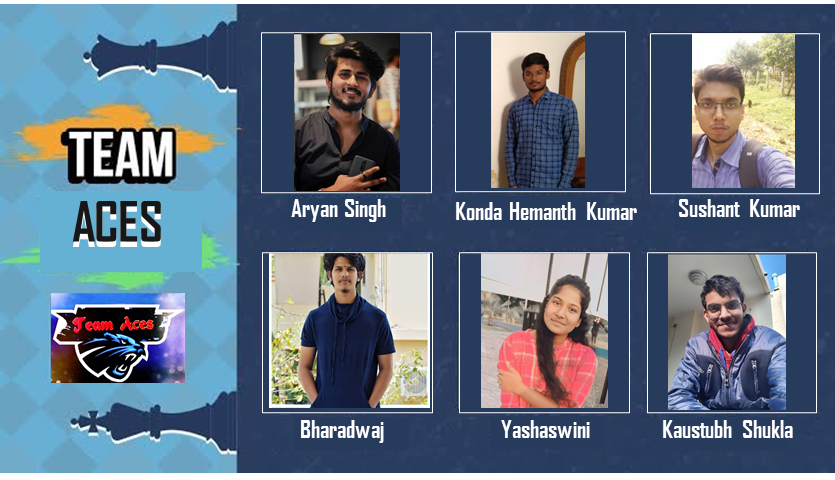 TEAM
ACES
Team Aces
Aryan Singh
Konda Hemanth Kumar
Sushant Kumar
Bharadwaj
Yashaswini
Kaustubh Shukla